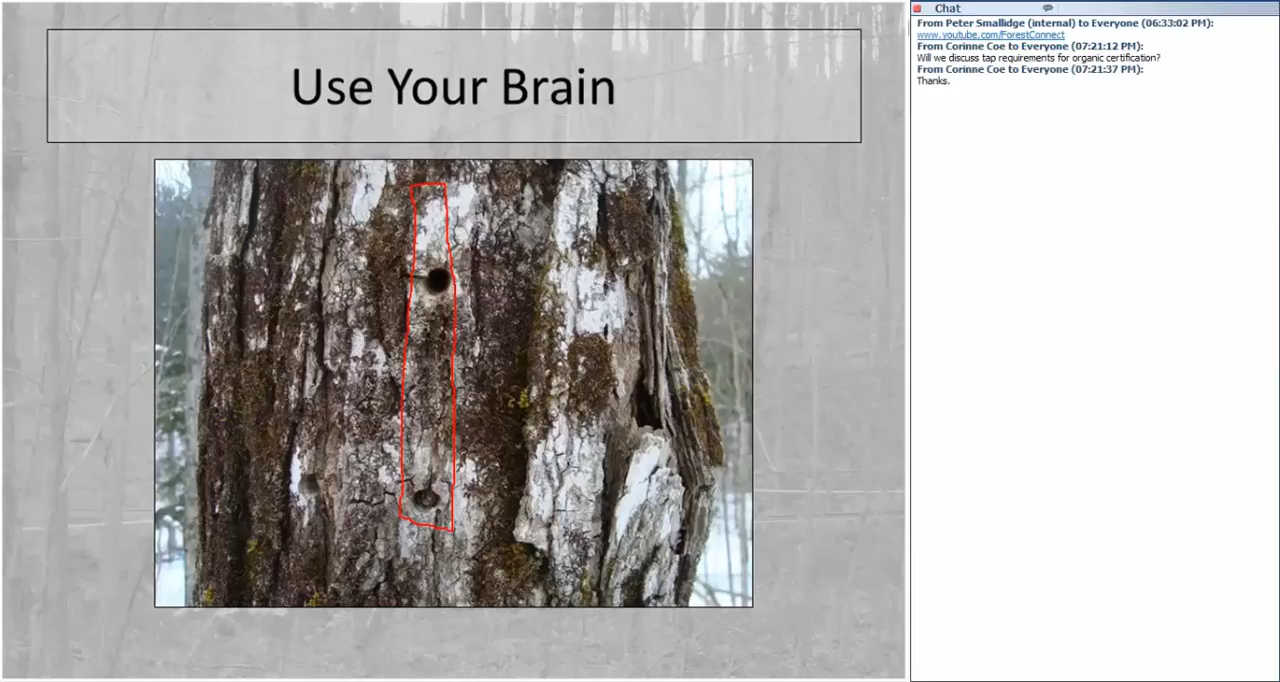 Use Your Brain
Chat
From Peter Smallidge (internal) to Everyone (06:33:02 PM):
www.youtube.com/ForestConnect
From Corinne Coe to Everyone (07:21:12 PM):
Will we discuss tap requirements for organic certification?
From Corinne Coe to Everyone (07:21:37 PM):
Thanks.